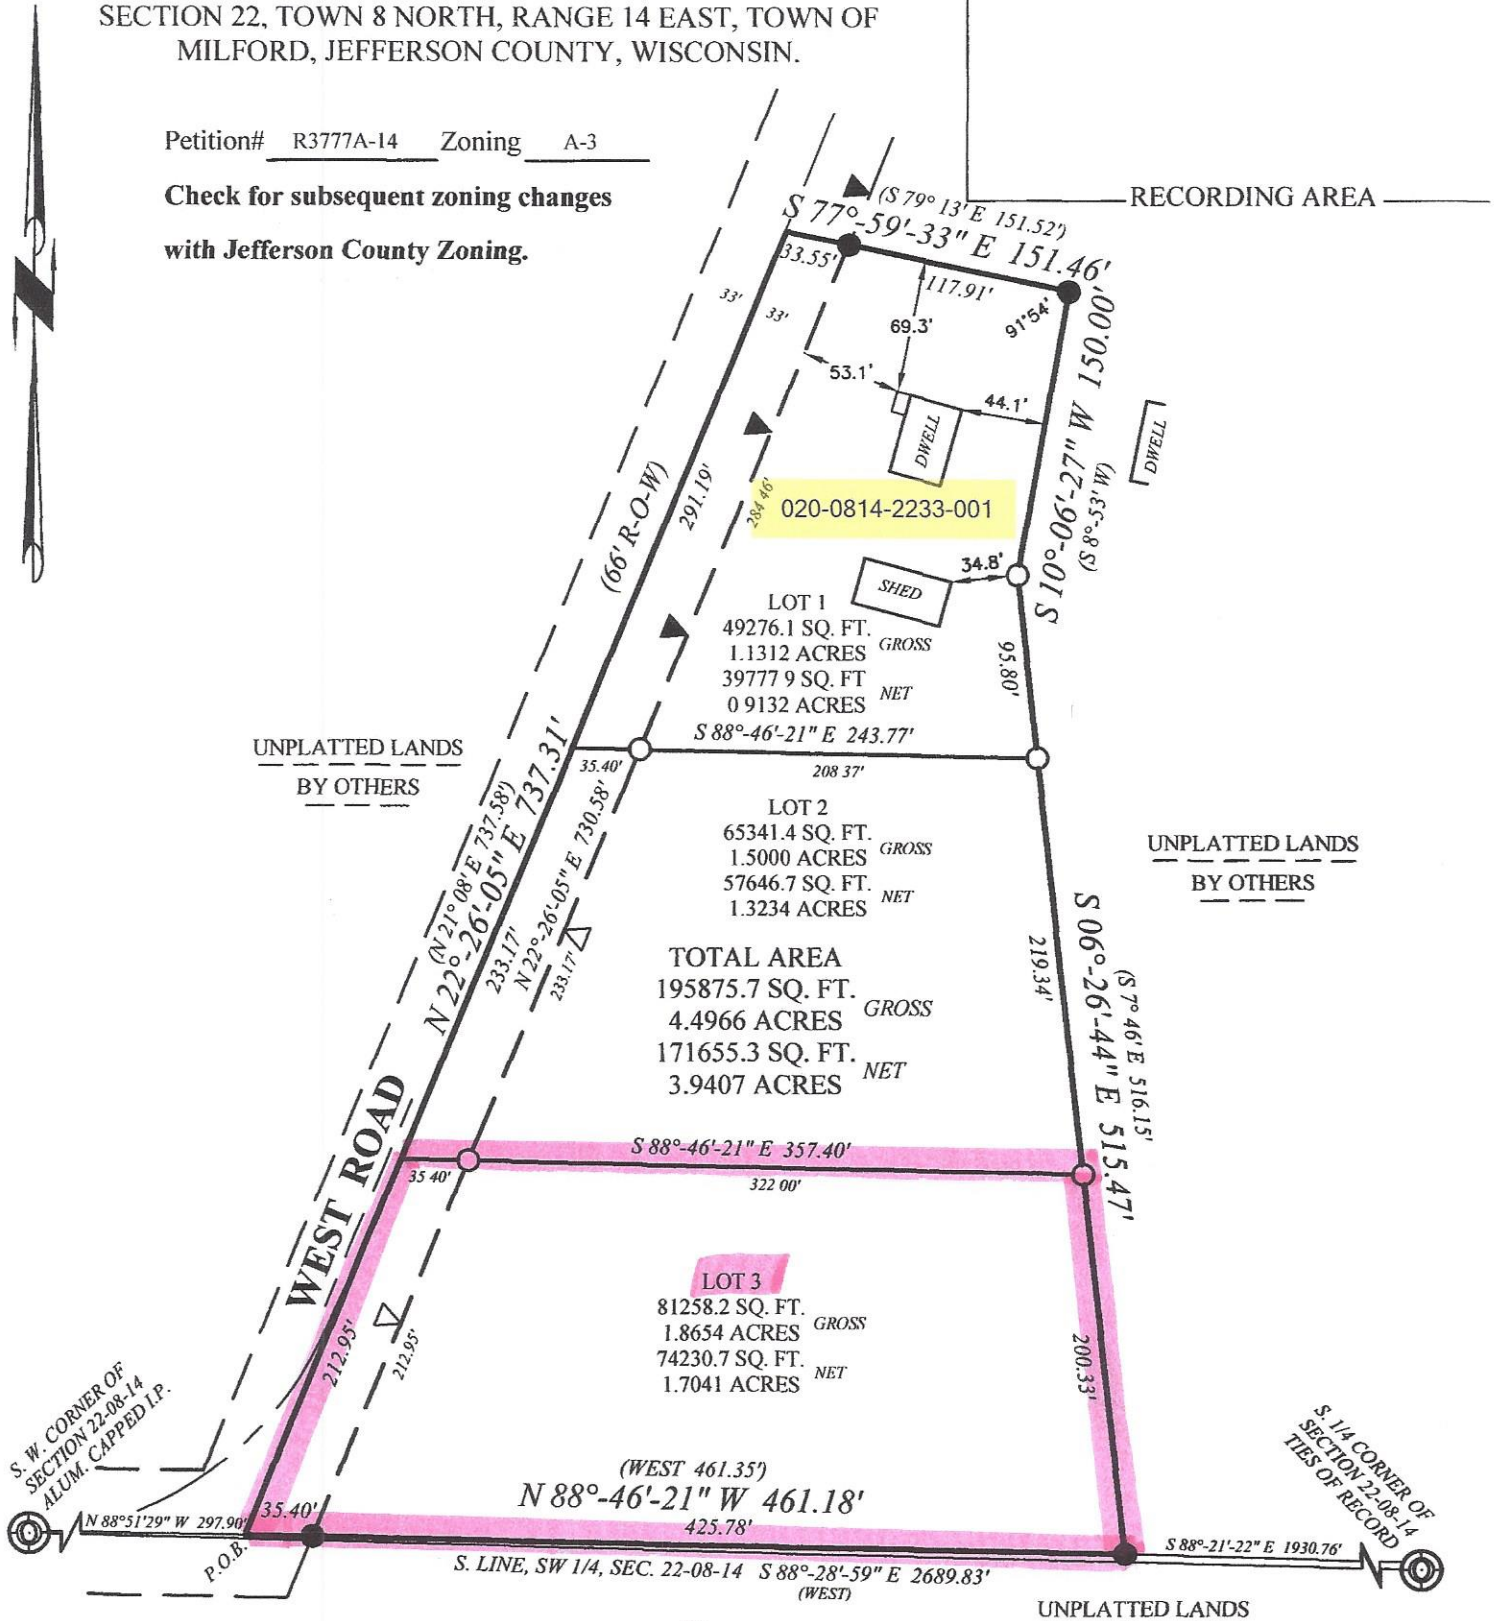 SECTION 22, TOWN 8 NORTH, RANGE 14 EAST, TOWN OF
MILFORD, JEFFERSON COUNTY, WISCONSIN.
Petition# R3777A-14 Zoning A-3
Check for subsequent zoning changes
with Jefferson County Zoning.
RECORDING AREA
(S 79° 13' E 151.52')
S 77°-59'-33" E 151.46'
33.55'
117.91'
33'
33'
91°54'
69.3'
53.1'
44.1'
DWELL
DWELL
S 10°-06'-27" W 150.00'
(S 8°-53' W)
(66' R-O-W)
291.19'
284 46'
020-0814-2233-001
34.8'
SHED
LOT 1
49276.1 SQ. FT.
1.1312 ACRES GROSS
39777 9 SQ. FT
0 9132 ACRES NET
95.80'
S 88°-46'-21" E 243.77'
35.40'
208 37'
UNPLATTED LANDS
BY OTHERS
(N 21° 08' E 737.58')
N 22°-26'-05" E 737.31'
233.17'
N 22°-26'-05" E 730.58'
233.17'
LOT 2
65341.4 SQ. FT.
1.5000 ACRES GROSS
57646.7 SQ. FT.
1.3234 ACRES NET
UNPLATTED LANDS
BY OTHERS
TOTAL AREA
195875.7 SQ. FT.
4.4966 ACRES GROSS
171655.3 SQ. FT.
3.9407 ACRES NET
219.34'
S 06°-26'-44" E 515.47'
(S 7° 46' E 516.15'
WEST ROAD
S 88°-46'-21" E 357.40'
35 40'
322 00'
LOT 3
81258.2 SQ. FT.
1.8654 ACRES GROSS
74230.7 SQ. FT.
1.7041 ACRES NET
212.95'
212.95'
200.33'
S. W. CORNER OF
SECTION 22-08-14
ALUM. CAPPED I.P.
S. 1/4 CORNER OF
SECTION 22-08-14
TIES OF RECORD
(WEST 461.35')
N 88°-46'-21" W 461.18'
35.40'
425.78'
N 88°51'29" W 297.90'
P.O.B.
S 88°-21'-22" E 1930.76'
S. LINE, SW 1/4, SEC. 22-08-14 S 88°-28'-59" E 2689.83'
(WEST)
UNPLATTED LANDS